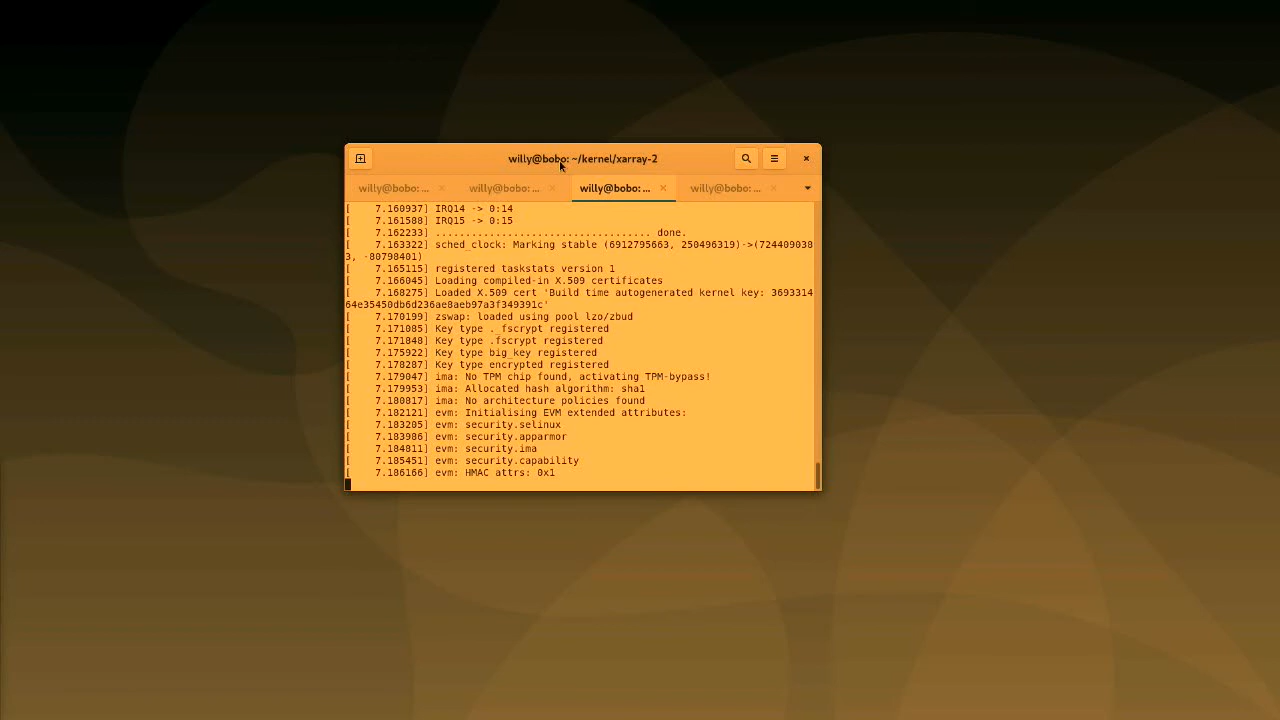 willy@bobo: ~/kernel/xarray-2
willy@bobo: ... willy@bobo: ... willy@bobo: ... willy@bobo: ...
[    7.160937] IRQ14 -> 0:14
[    7.161588] IRQ15 -> 0:15
[    7.162233] .................................... done.
[    7.163322] sched_clock: Marking stable (6912795663, 250496319)->(724409038
3, -80798401)
[    7.165115] registered taskstats version 1
[    7.166045] Loading compiled-in X.509 certificates
[    7.168275] Loaded X.509 cert 'Build time autogenerated kernel key: 3693314
64e35450db6d236ae8aeb97a3f349391c'
[    7.170199] zswap: loaded using pool lzo/zbud
[    7.171085] Key type ._fscrypt registered
[    7.171848] Key type .fscrypt registered
[    7.175922] Key type big_key registered
[    7.178287] Key type encrypted registered
[    7.179047] ima: No TPM chip found, activating TPM-bypass!
[    7.179953] ima: Allocated hash algorithm: sha1
[    7.180817] ima: No architecture policies found
[    7.182121] evm: Initialising EVM extended attributes:
[    7.183205] evm: security.selinux
[    7.183986] evm: security.apparmor
[    7.184811] evm: security.ima
[    7.185451] evm: security.capability
[    7.186166] evm: HMAC attrs: 0x1